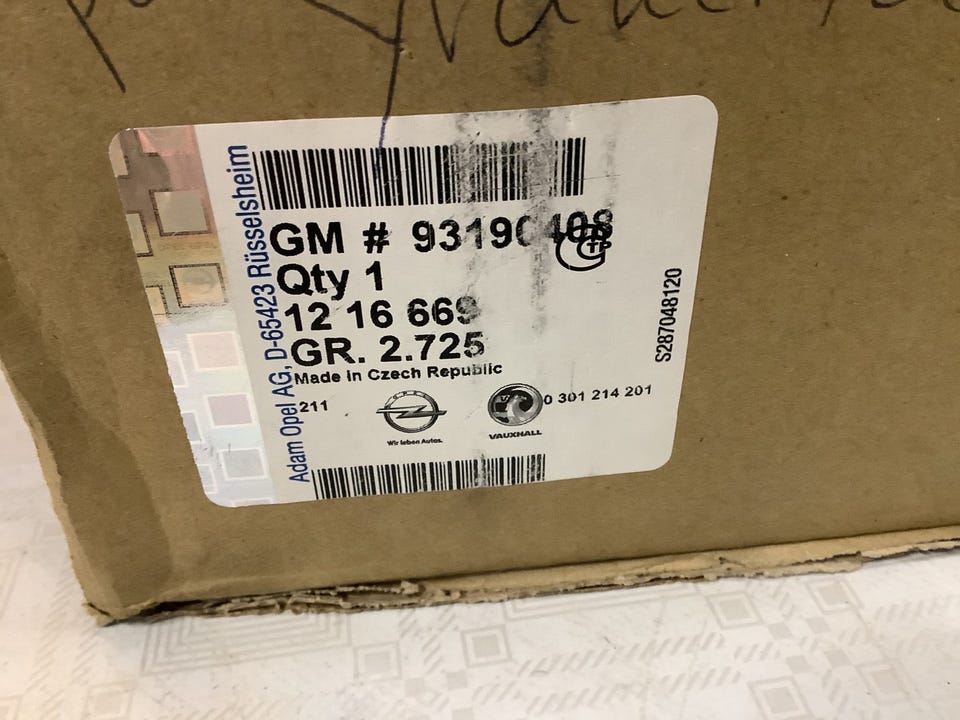 Adam Opel AG, D-65423 Rüsselsheim
GM # 93190408
Qty 1
12 16 669
GR. 2.725
Made in Czech Republic
211
OPEL
Wir leben Autos.
VAUXHALL
0 301 214 201
S287048120